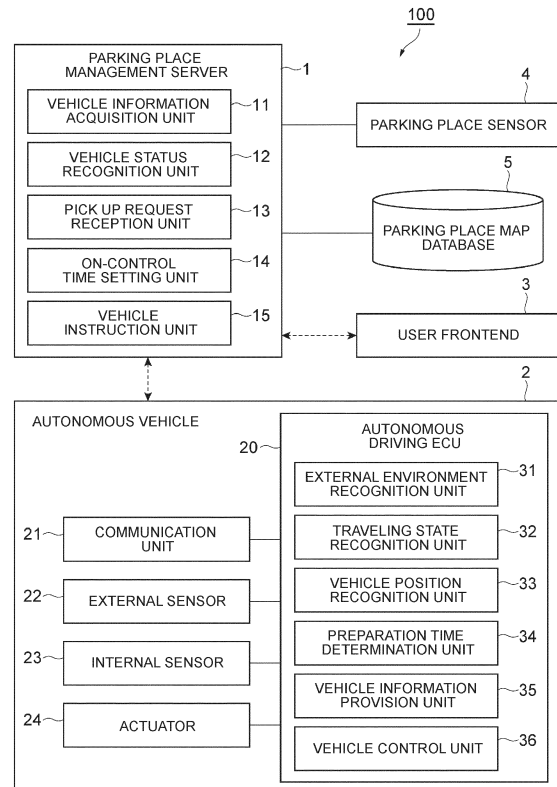 100
PARKING PLACE
MANAGEMENT SERVER
1
VEHICLE INFORMATION
ACQUISITION UNIT
11
VEHICLE STATUS
RECOGNITION UNIT
12
PICK UP REQUEST
RECEPTION UNIT
13
ON-CONTROL
TIME SETTING UNIT
14
VEHICLE
INSTRUCTION UNIT
15
4
PARKING PLACE SENSOR
5
PARKING PLACE MAP
DATABASE
3
USER FRONTEND
2
AUTONOMOUS VEHICLE
20
AUTONOMOUS
DRIVING ECU
21
COMMUNICATION
UNIT
22
EXTERNAL SENSOR
23
INTERNAL SENSOR
24
ACTUATOR
EXTERNAL ENVIRONMENT
RECOGNITION UNIT
31
TRAVELING STATE
RECOGNITION UNIT
32
VEHICLE POSITION
RECOGNITION UNIT
33
PREPARATION TIME
DETERMINATION UNIT
34
VEHICLE INFORMATION
PROVISION UNIT
35
VEHICLE CONTROL UNIT
36